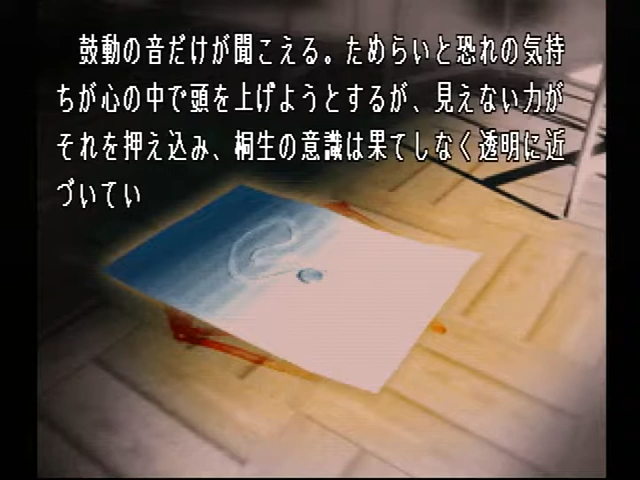 鼓動の音だけが聞こえる。ためらいと恐れの気持
ちが心の中で頭を上げようとするが、見えない力が
それを押え込み、桐生の意識は果てしなく透明に近
づいてい